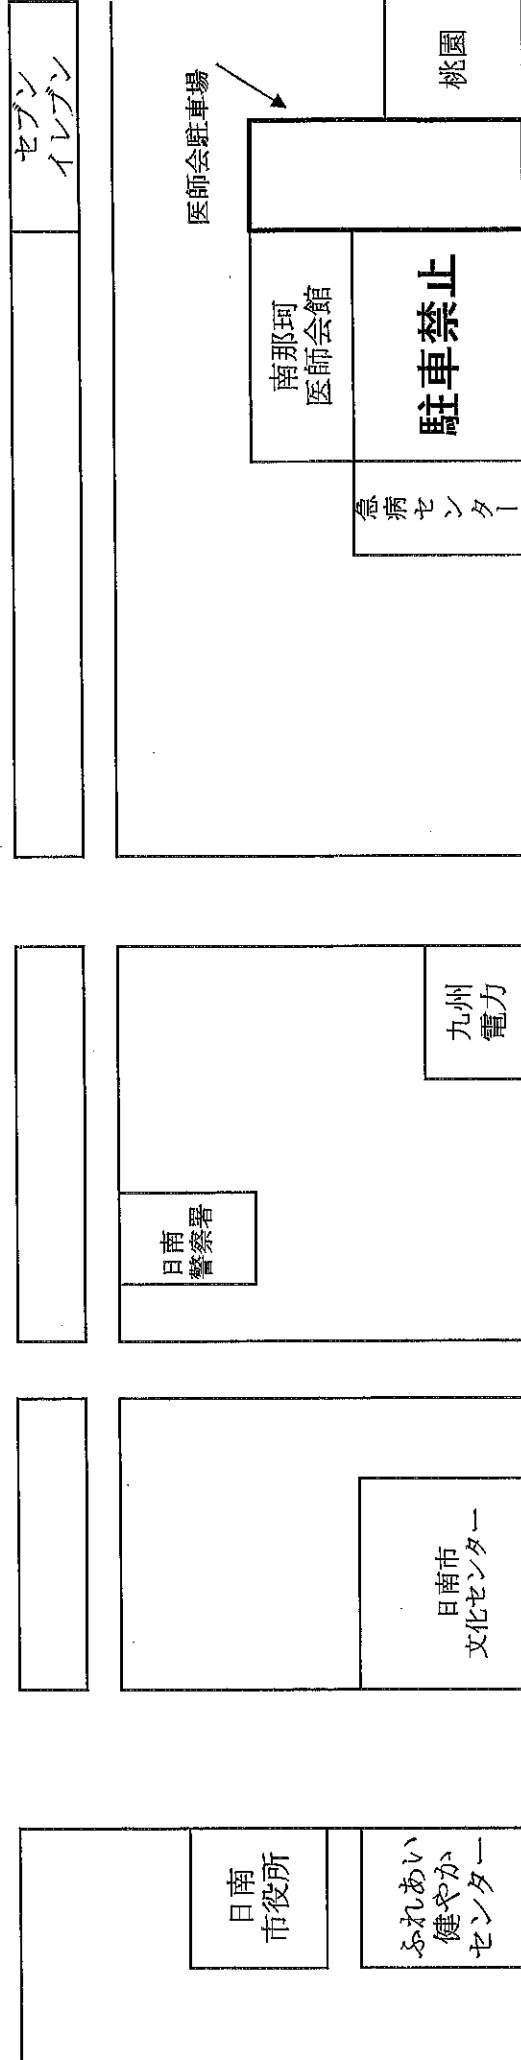 日南
市役所
ふれあい
健やか
センター
日南市
文化センター
日南
警察署
九州
電力
急病センター
南那珂
医師会館
駐車禁止
医師会駐車場
桃園
セブン
イレブン